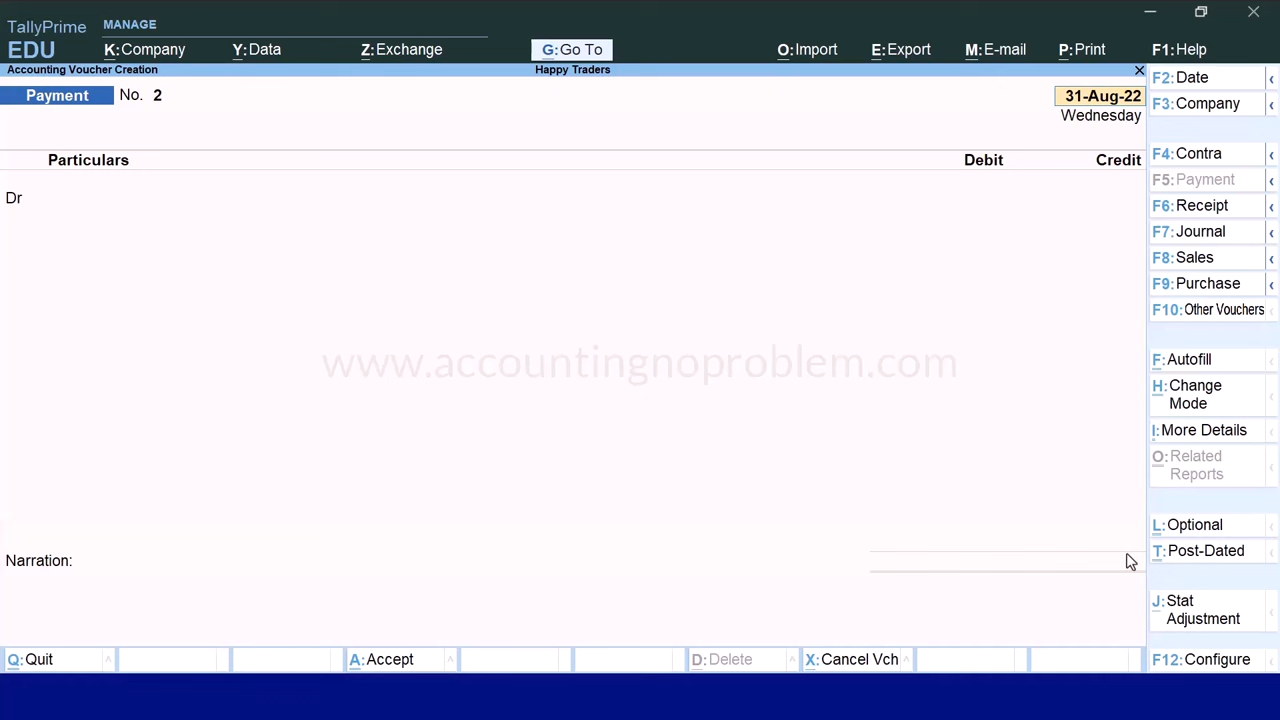 TallyPrime MANAGE
EDU K:Company Y:Data Z:Exchange G:Go To O:Import E:Export M:E-mail P:Print F1:Help
Accounting Voucher Creation Happy Traders
Payment No. 2 31-Aug-22
Wednesday
Particulars Debit Credit
Dr
www.accountingnoproblem.com
Narration:
F2:Date
F3:Company
F4:Contra
F5:Payment
F6:Receipt
F7:Journal
F8:Sales
F9:Purchase
F10:Other Vouchers
F:Autofill
H:Change
Mode
I:More Details
O:Related
Reports
L:Optional
T:Post-Dated
J:Stat
Adjustment
Q:Quit A:Accept D:Delete X:Cancel Vch F12:Configure